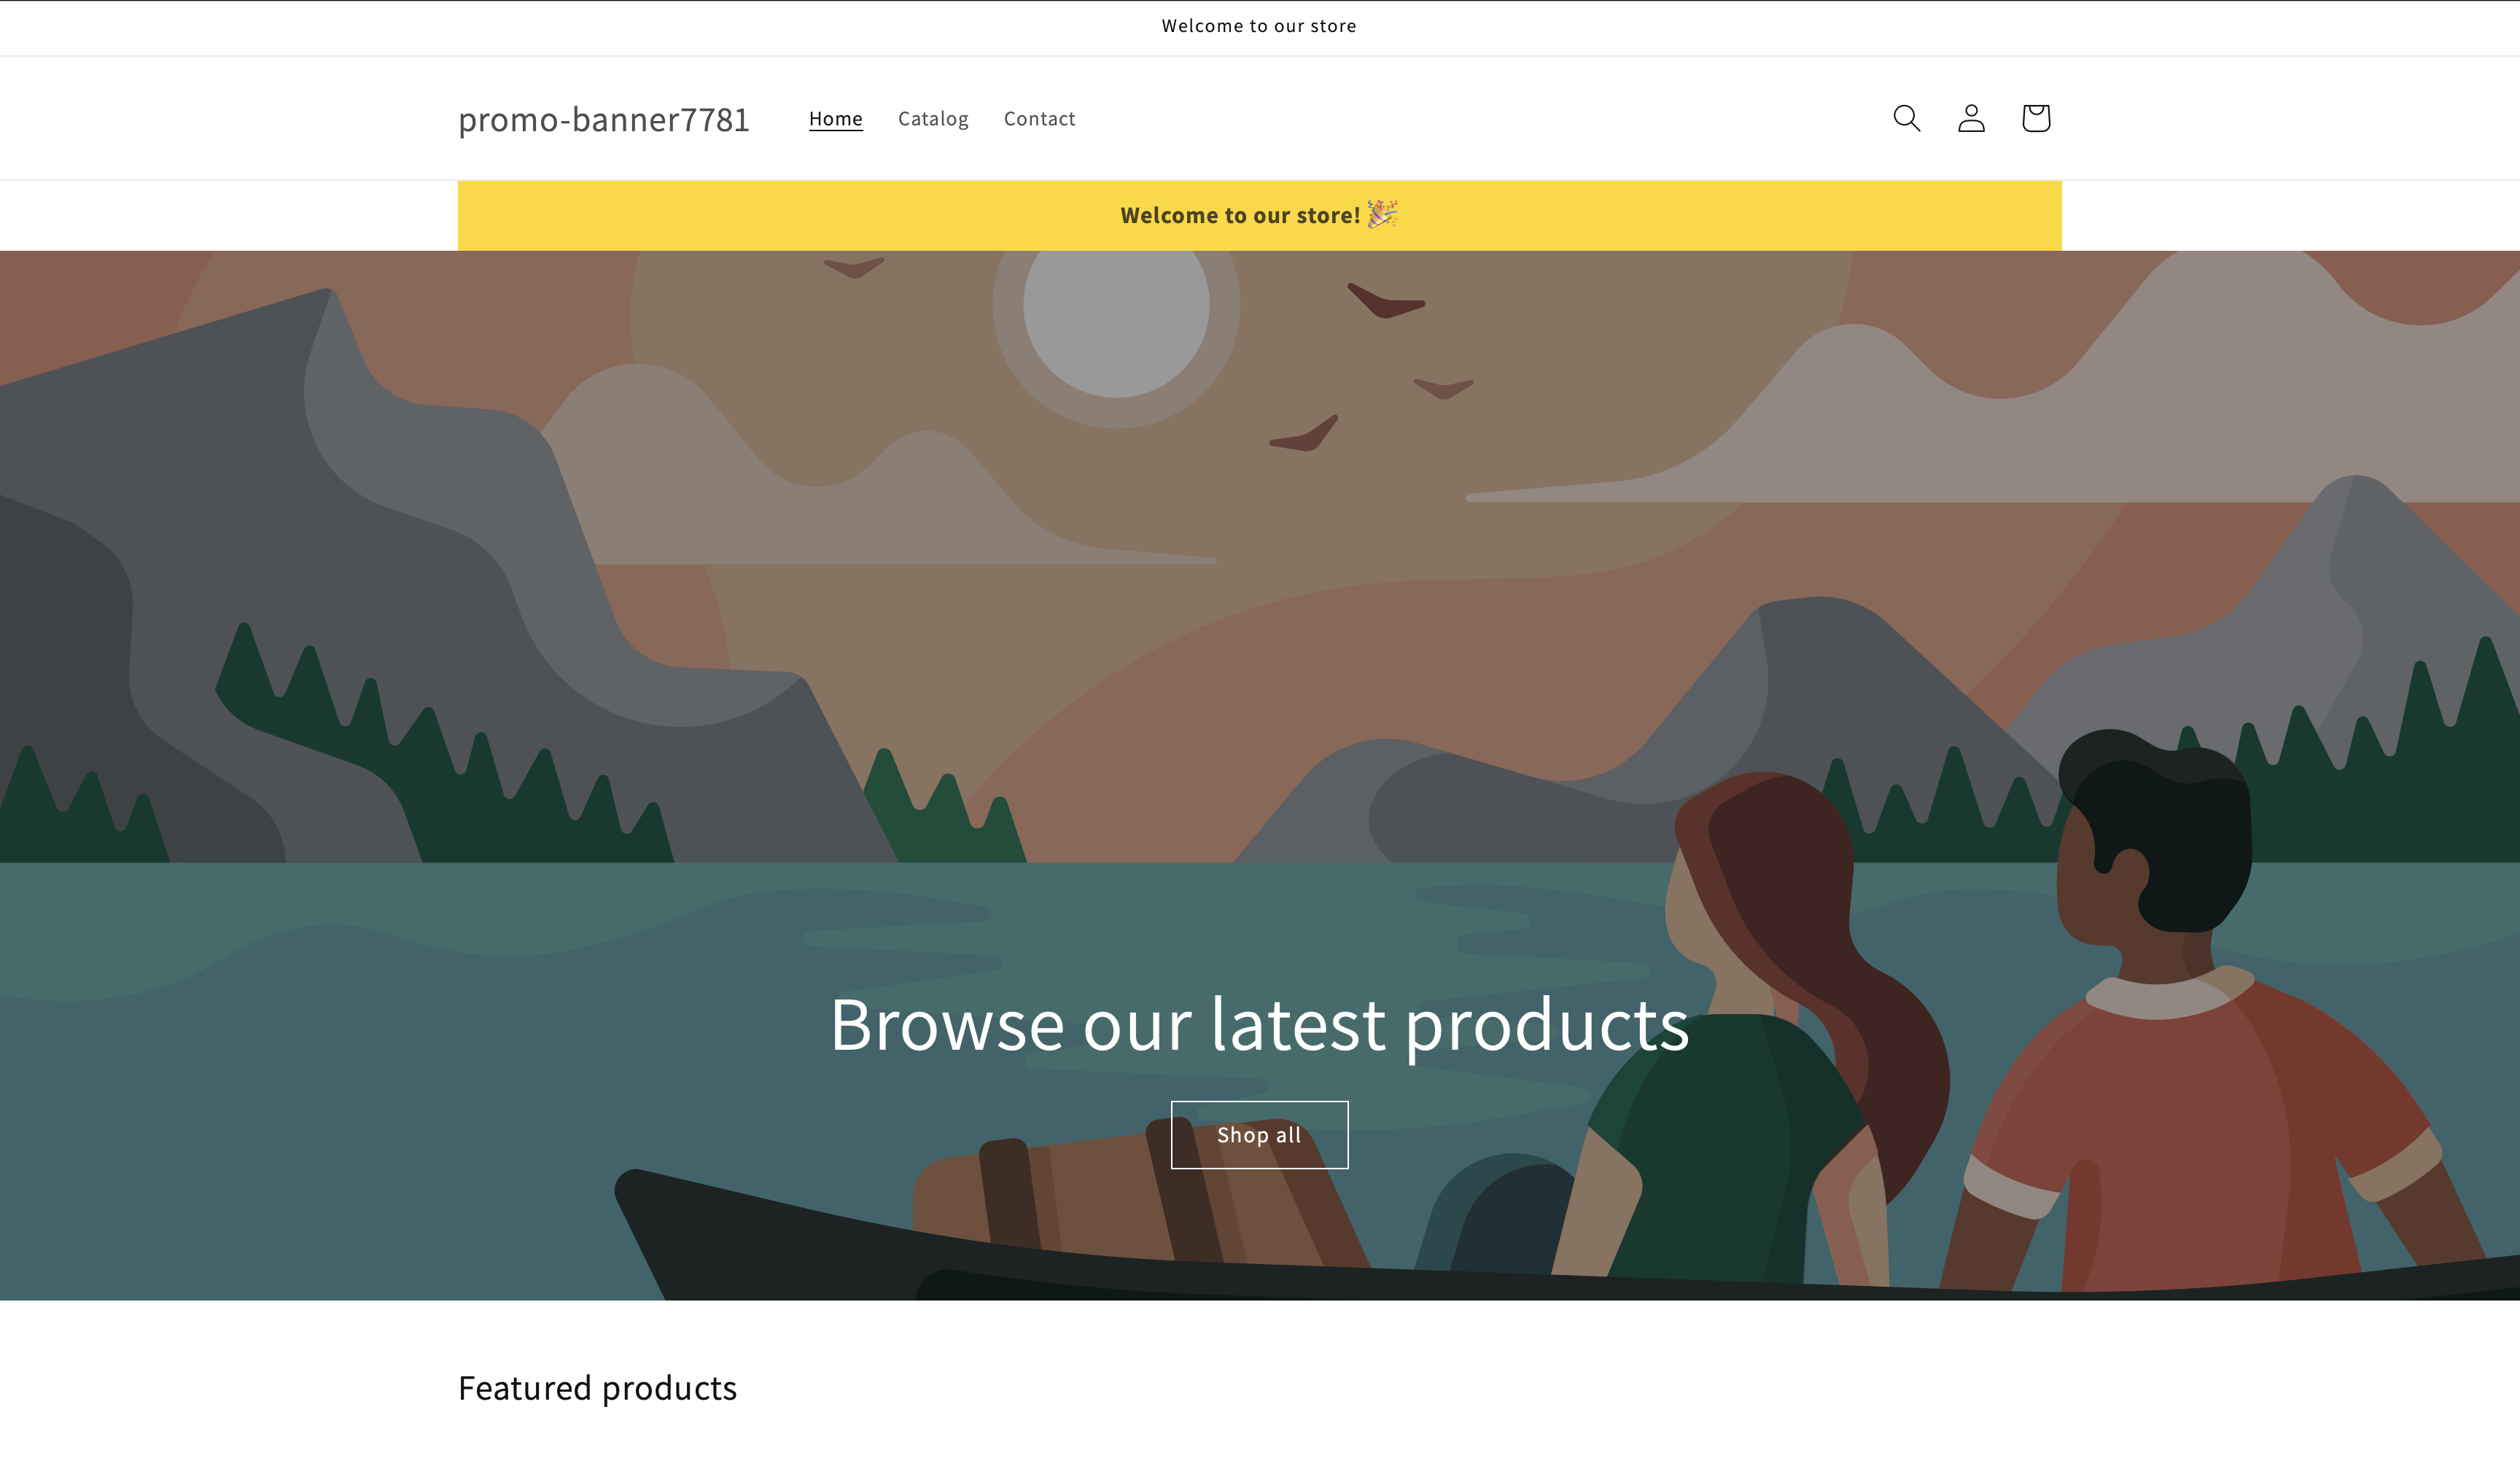 Welcome to our store
promo-banner7781 Home Catalog Contact
Welcome to our store! 🎉
Browse our latest products
Shop all
Featured products